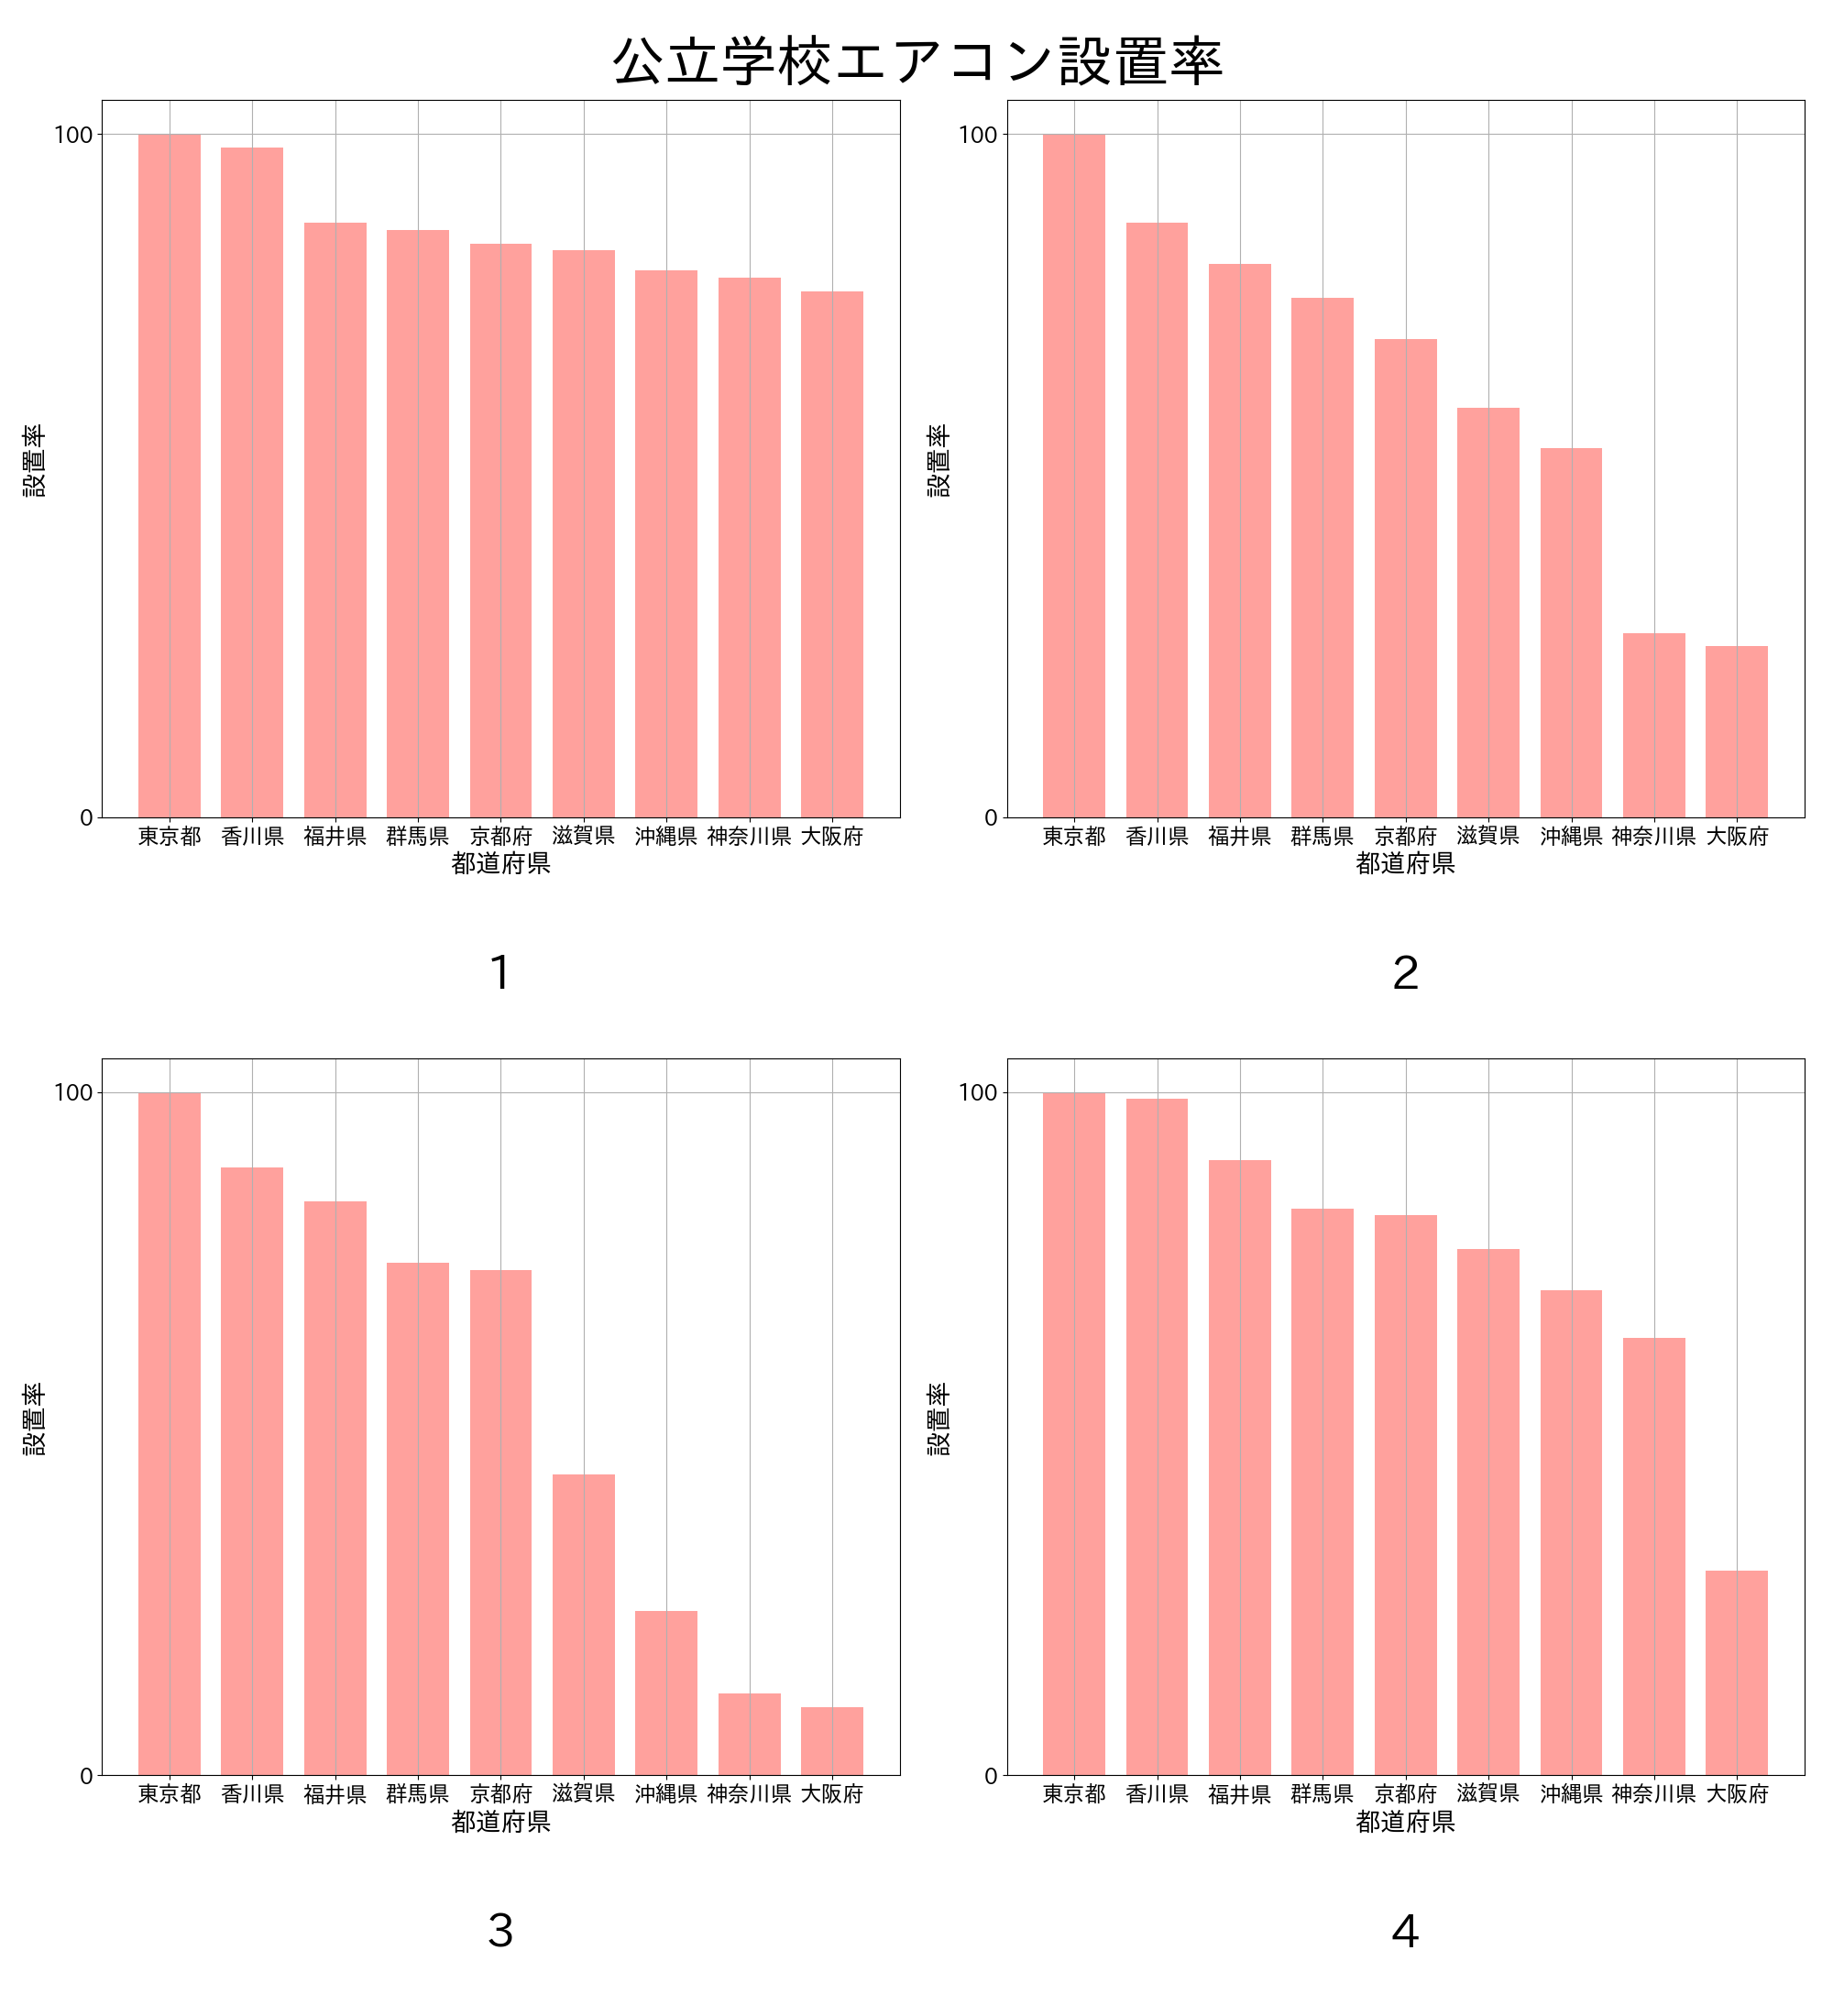 公立学校エアコン設置率
100
0
設置率
東京都 香川県 福井県 群馬県 京都府 滋賀県 沖縄県 神奈川県 大阪府
都道府県
1
100
0
設置率
東京都 香川県 福井県 群馬県 京都府 滋賀県 沖縄県 神奈川県 大阪府
都道府県
2
100
0
設置率
東京都 香川県 福井県 群馬県 京都府 滋賀県 沖縄県 神奈川県 大阪府
都道府県
3
100
0
設置率
東京都 香川県 福井県 群馬県 京都府 滋賀県 沖縄県 神奈川県 大阪府
都道府県
4